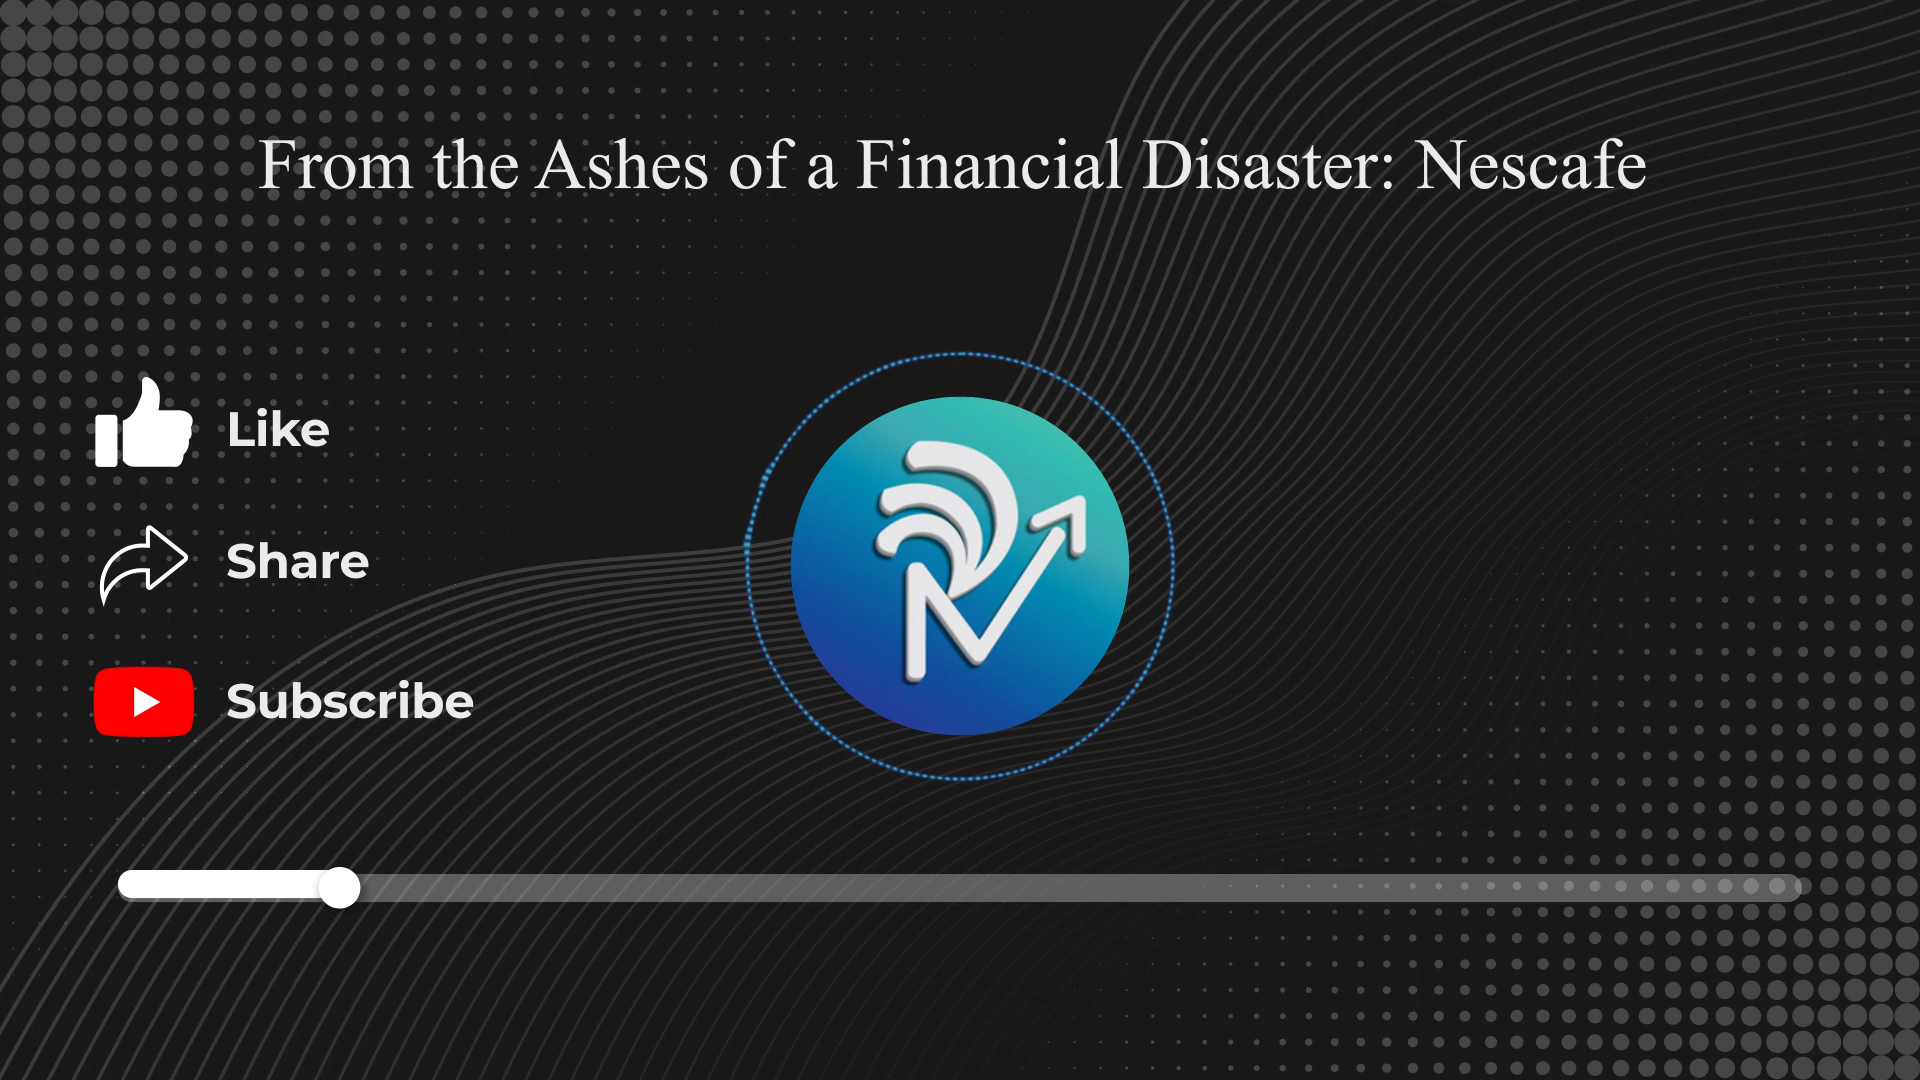 From the Ashes of a Financial Disaster: Nescafe
Like
Share
Subscribe